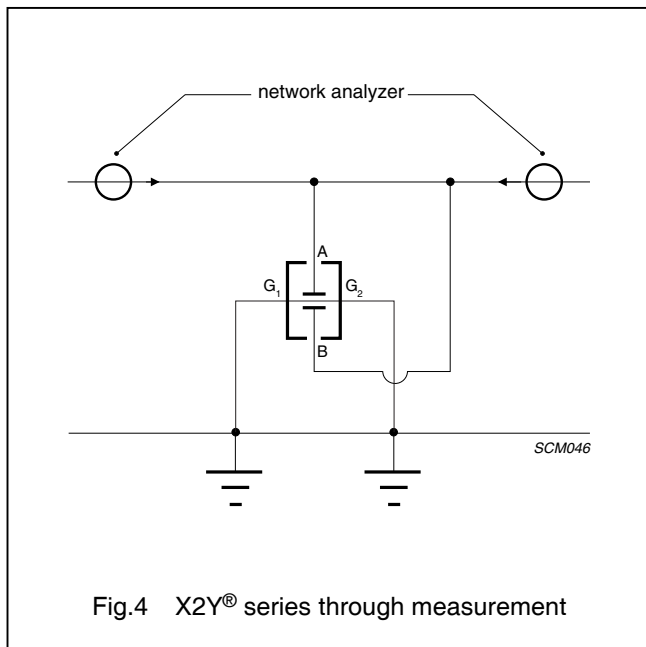 network analyzer
A
G₁ G₂
B
SCM046
Fig.4 X2Y® series through measurement